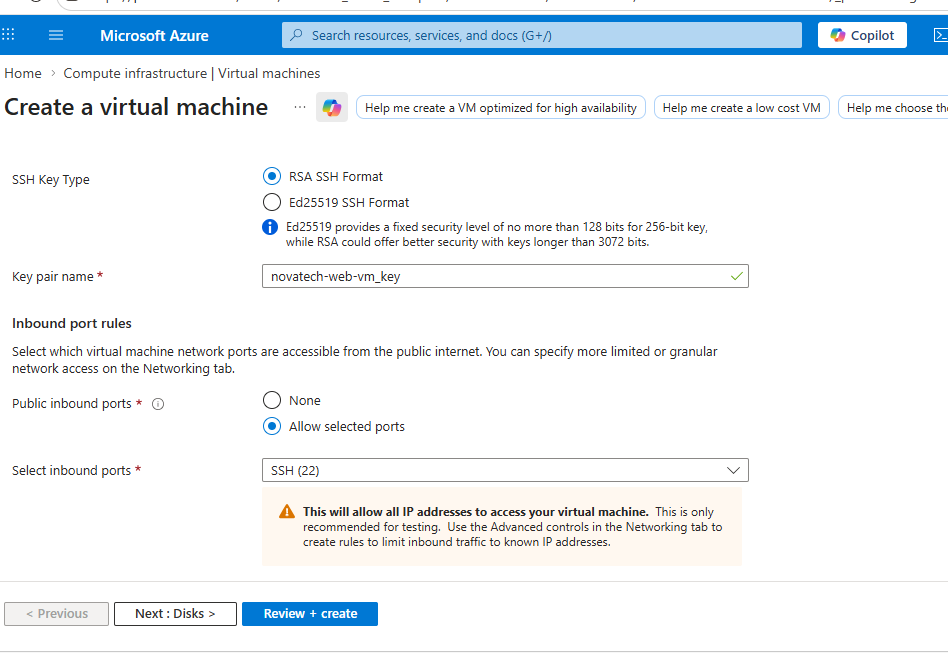 Microsoft Azure
Search resources, services, and docs (G+/)
Copilot
Home > Compute infrastructure | Virtual machines
Create a virtual machine ...
Help me create a VM optimized for high availability
Help me create a low cost VM
Help me choose the
SSH Key Type
RSA SSH Format
Ed25519 SSH Format
Ed25519 provides a fixed security level of no more than 128 bits for 256-bit key,
while RSA could offer better security with keys longer than 3072 bits.
Key pair name *
novatech-web-vm_key
Inbound port rules
Select which virtual machine network ports are accessible from the public internet. You can specify more limited or granular
network access on the Networking tab.
Public inbound ports *
None
Allow selected ports
Select inbound ports *
SSH (22)
This will allow all IP addresses to access your virtual machine. This is only
recommended for testing. Use the Advanced controls in the Networking tab to
create rules to limit inbound traffic to known IP addresses.
< Previous
Next : Disks >
Review + create